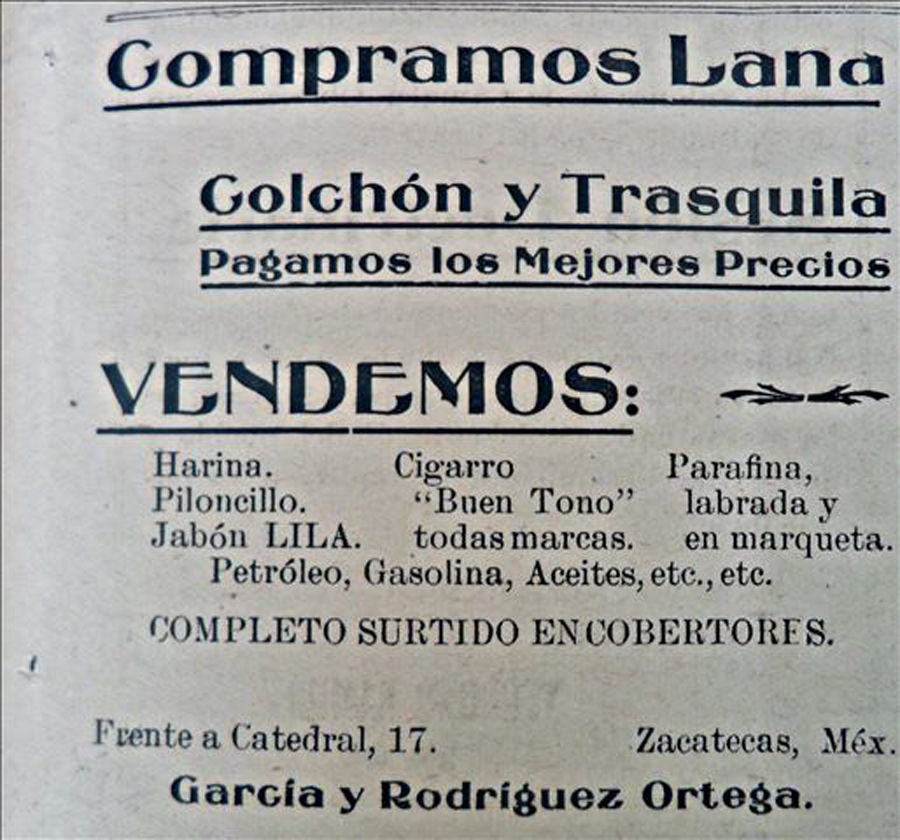 Compramos Lana
Colchón y Trasquila
Pagamos los Mejores Precios
VENDEMOS:
Harina. Cigarro Parafina,
Piloncillo. “Buen Tono” labrada y
Jabón LILA. todas marcas. en marqueta.
Petróleo, Gasolina, Aceites, etc., etc.
COMPLETO SURTIDO EN COBERTORES.
Frente a Catedral, 17. Zacatecas, Méx.
García y Rodríguez Ortega.